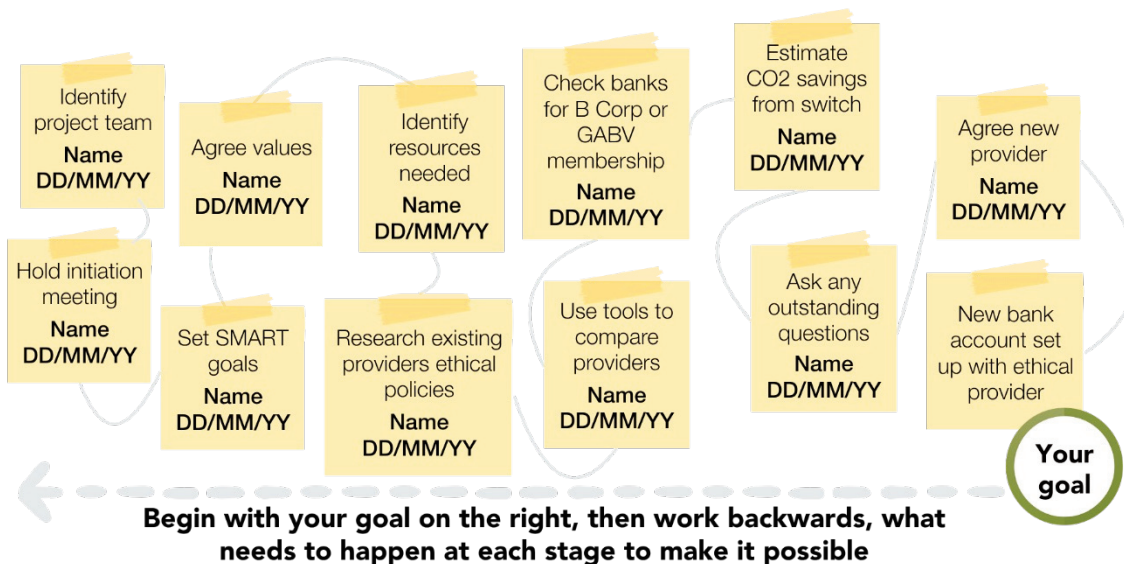 Identify
project team
Name
DD/MM/YY
Hold initiation
meeting
Name
DD/MM/YY
Set SMART
goals
Name
DD/MM/YY
Agree values
Name
DD/MM/YY
Identify
resources
needed
Name
DD/MM/YY
Research existing
providers ethical
policies
Name
DD/MM/YY
Use tools to
compare
providers
Name
DD/MM/YY
Check banks
for B Corp or
GABV
membership
Name
DD/MM/YY
Estimate
CO2 savings
from switch
Name
DD/MM/YY
Ask any
outstanding
questions
Name
DD/MM/YY
Agree new
provider
Name
DD/MM/YY
New bank
account set
up with ethical
provider
Your
goal
Begin with your goal on the right, then work backwards, what
needs to happen at each stage to make it possible